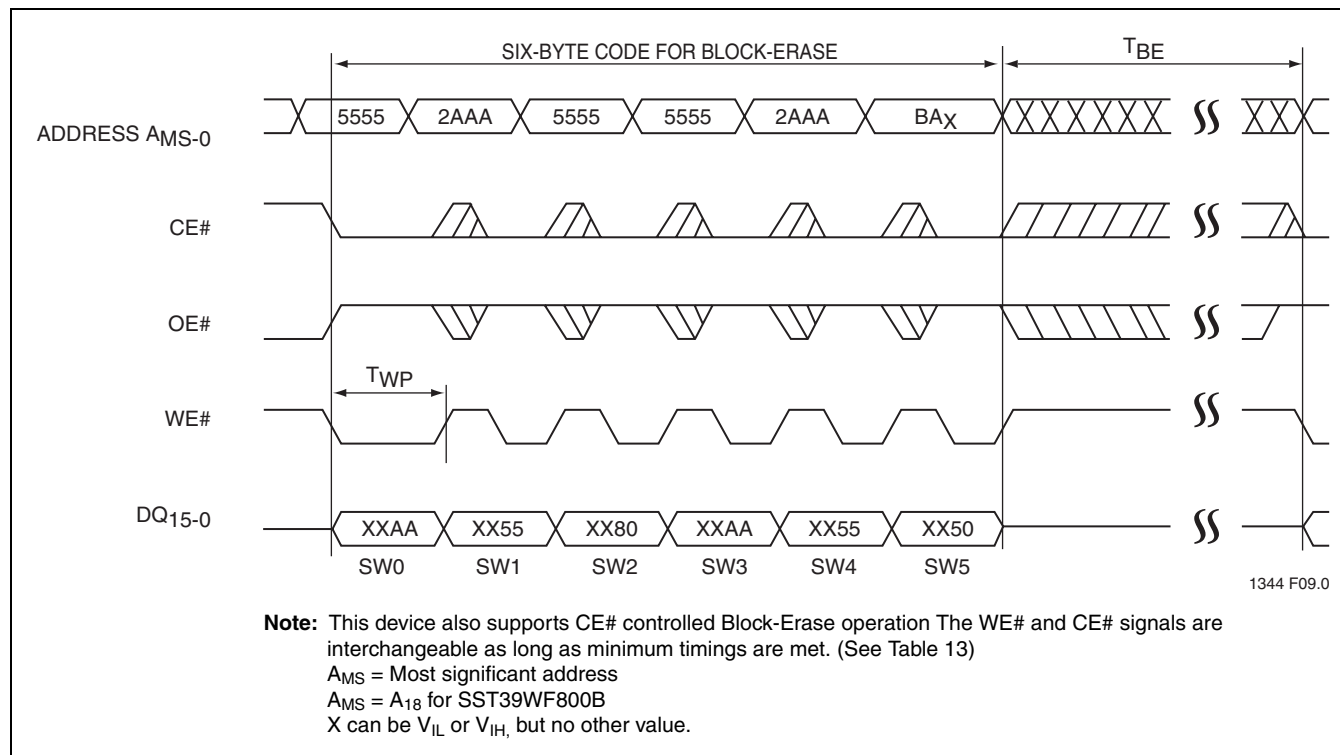 SIX-BYTE CODE FOR BLOCK-ERASE
TBE
ADDRESS AMS-0
5555 2AAA 5555 5555 2AAA BAX
CE#
OE#
TWP
WE#
DQ15-0
XXAA XX55 XX80 XXAA XX55 XX50
SW0 SW1 SW2 SW3 SW4 SW5
1344 F09.0
Note: This device also supports CE# controlled Block-Erase operation The WE# and CE# signals are
interchangeable as long as minimum timings are met. (See Table 13)
AMS = Most significant address
AMS = A18 for SST39WF800B
X can be VIL or VIH, but no other value.